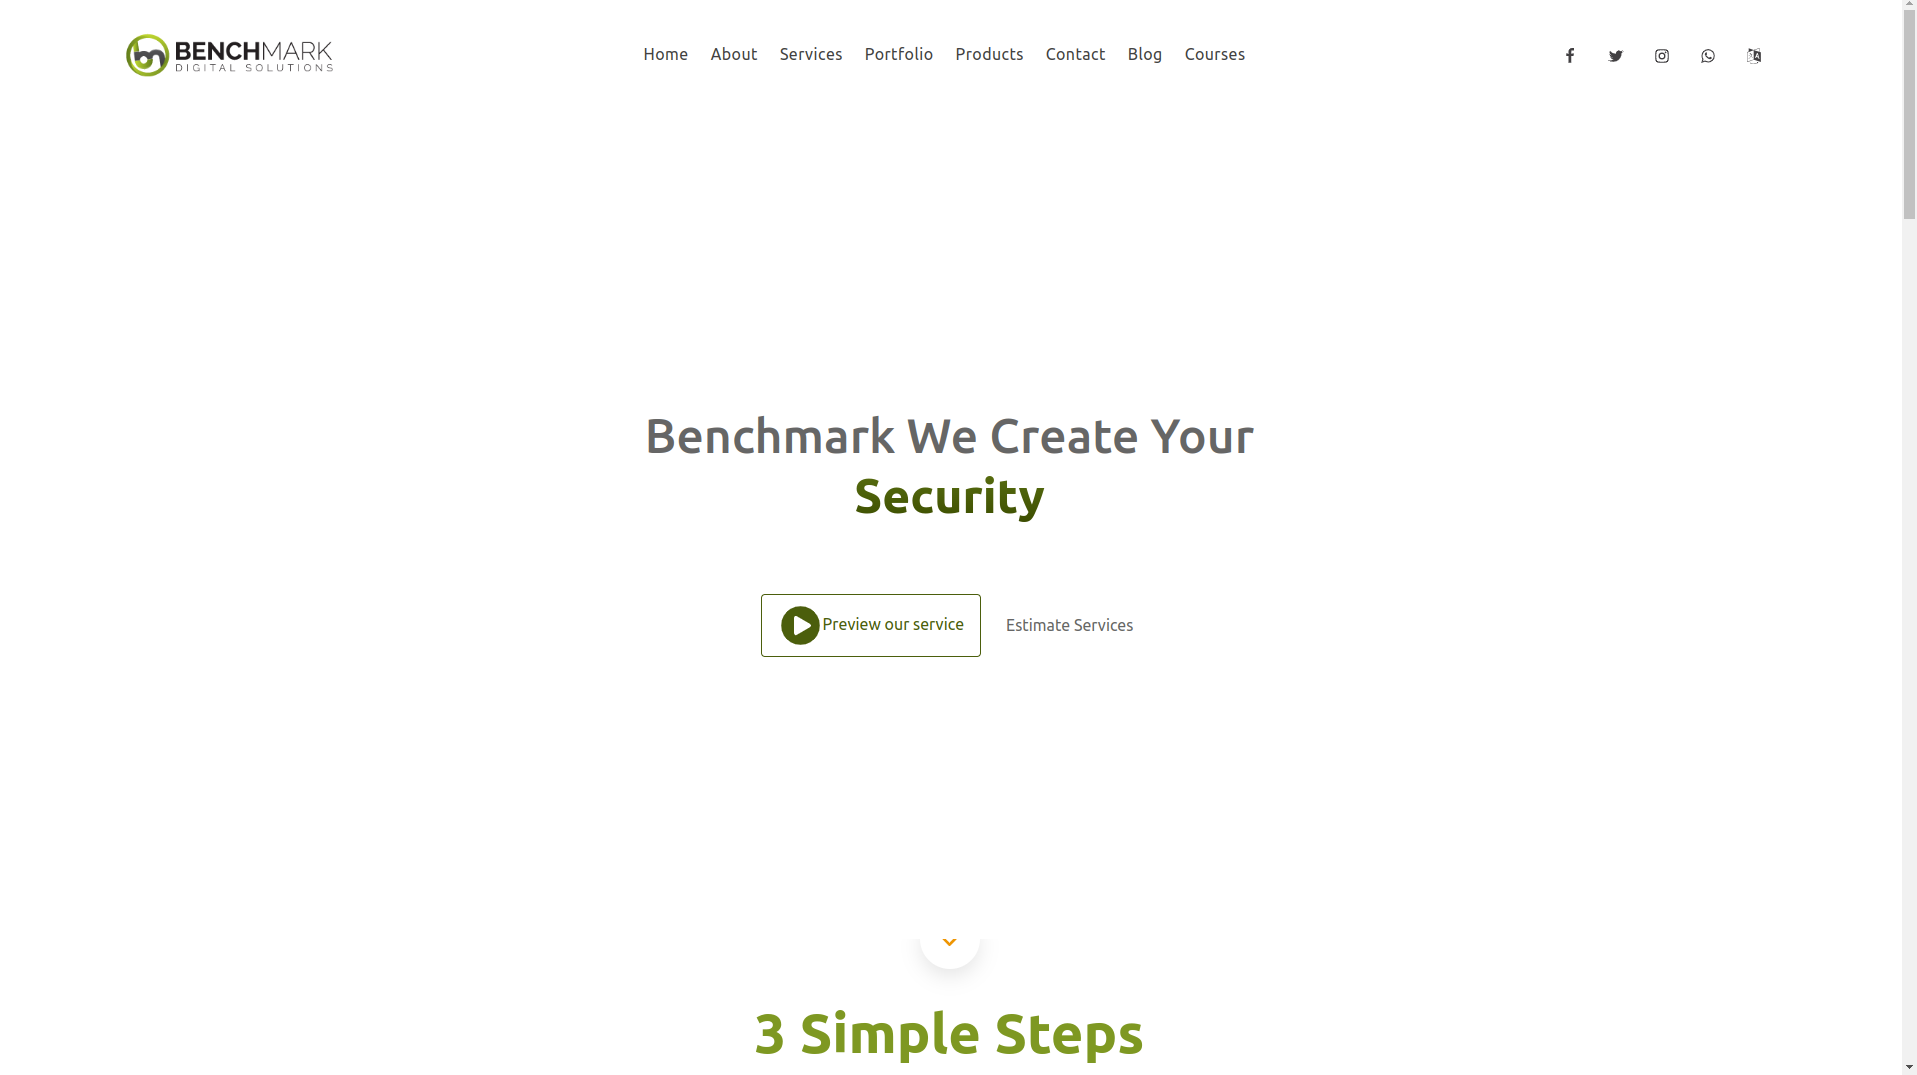 BENCHMARK
DIGITAL SOLUTIONS
Home About Services Portfolio Products Contact Blog Courses
Benchmark We Create Your
Security
Preview our service
Estimate Services
3 Simple Steps